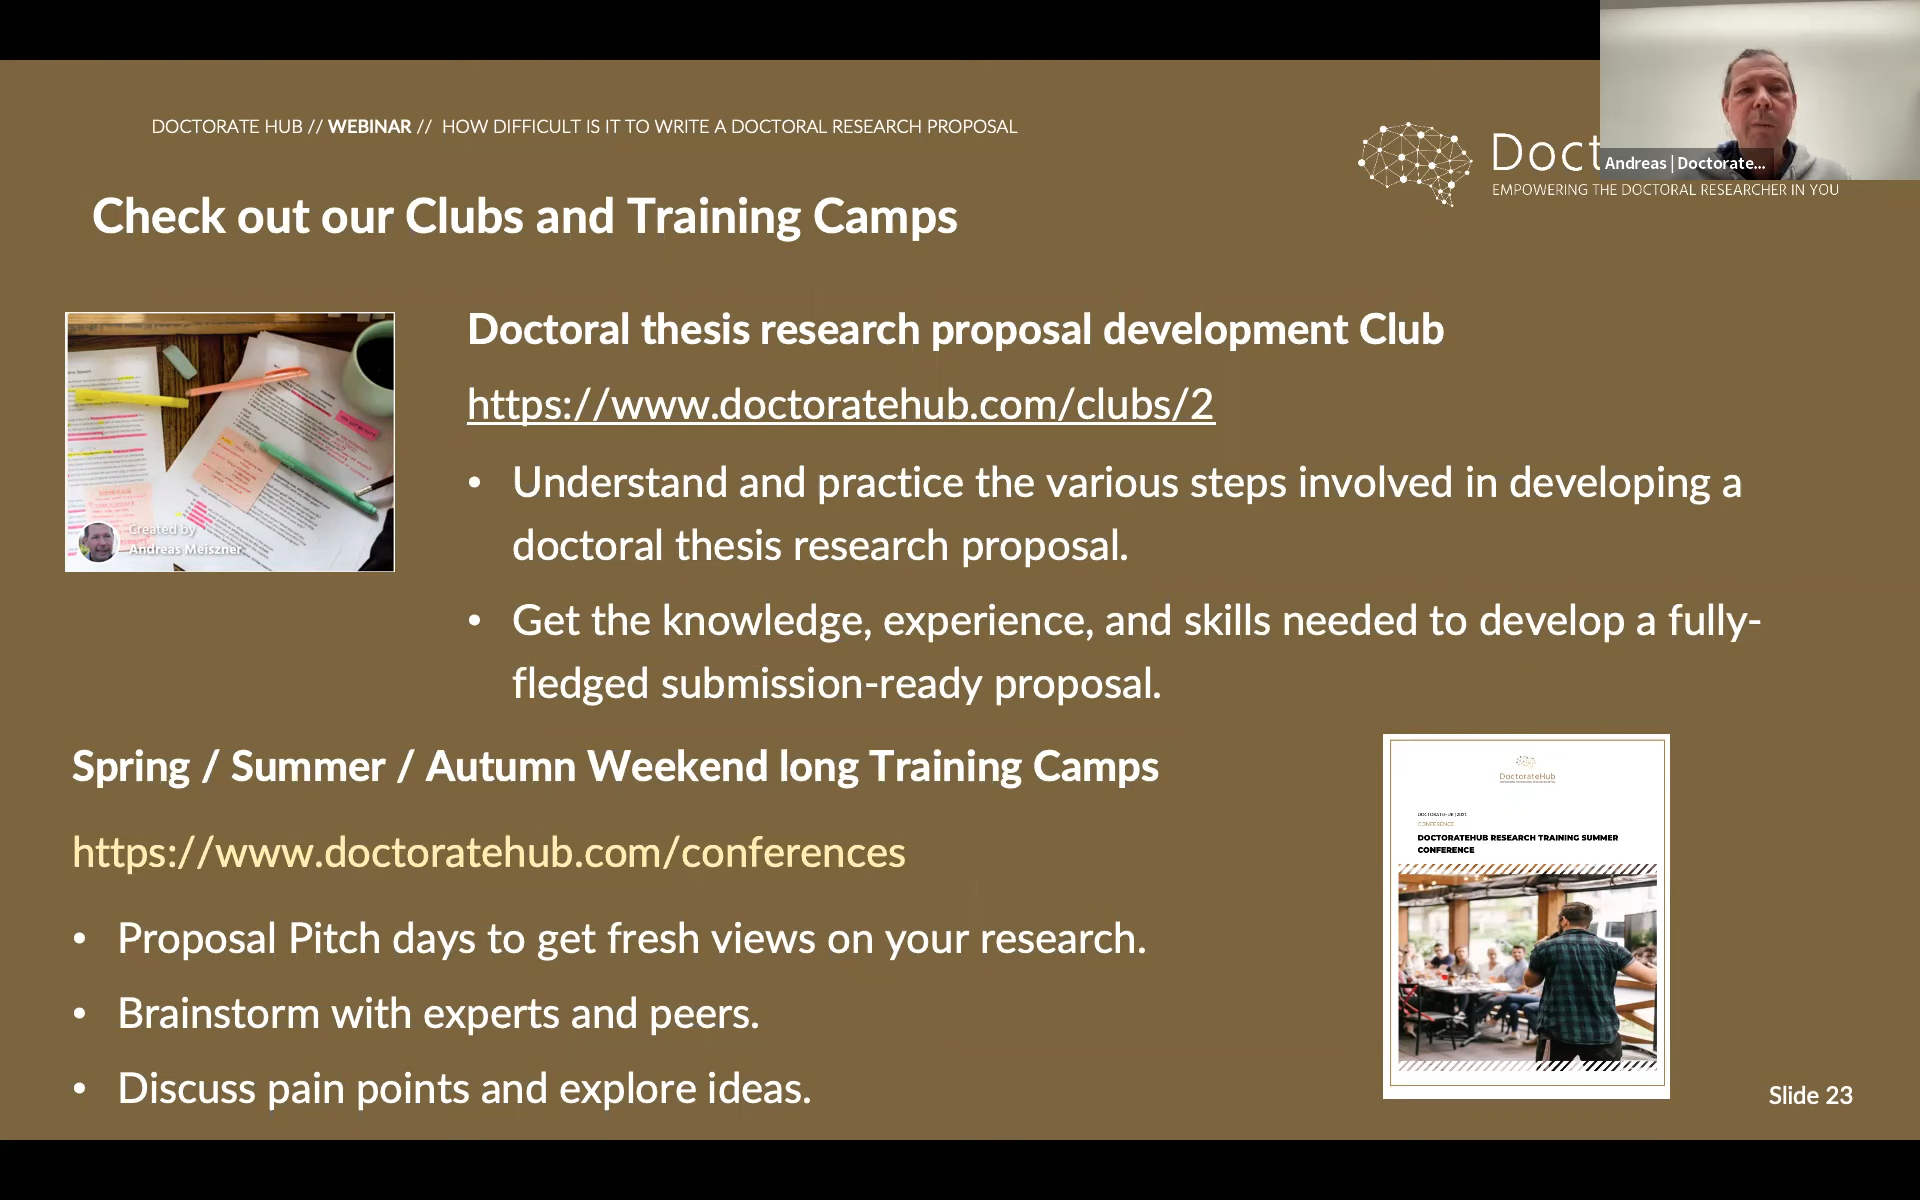 DOCTORATE HUB // WEBINAR // HOW DIFFICULT IS IT TO WRITE A DOCTORAL RESEARCH PROPOSAL
Andreas | Doctorate...
EMPOWERING THE DOCTORAL RESEARCHER IN YOU
Check out our Clubs and Training Camps
Doctoral thesis research proposal development Club
https://www.doctoratehub.com/clubs/2
• Understand and practice the various steps involved in developing a
doctoral thesis research proposal.
• Get the knowledge, experience, and skills needed to develop a fully-
fledged submission-ready proposal.
Created by
Andreas Meiszner
Spring / Summer / Autumn Weekend long Training Camps
https://www.doctoratehub.com/conferences
• Proposal Pitch days to get fresh views on your research.
• Brainstorm with experts and peers.
• Discuss pain points and explore ideas.
DoctorateHub
CONFERENCE
DOCTORATEHUB RESEARCH TRAINING SUMMER
CONFERENCE
Slide 23